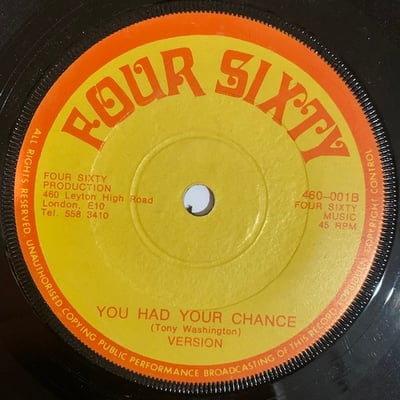 FOUR SIXTY
FOUR SIXTY
PRODUCTION
460 Leyton High Road
London, E10
Tel. 558 3410
460-001B
FOUR SIXTY
MUSIC
45 RPM
YOU HAD YOUR CHANCE
(Tony Washington)
VERSION
ALL RIGHTS RESERVED. UNAUTHORISED COPYING PUBLIC PERFORMANCE BROADCASTING OF THIS RECORD COPYRIGHT CONTROL